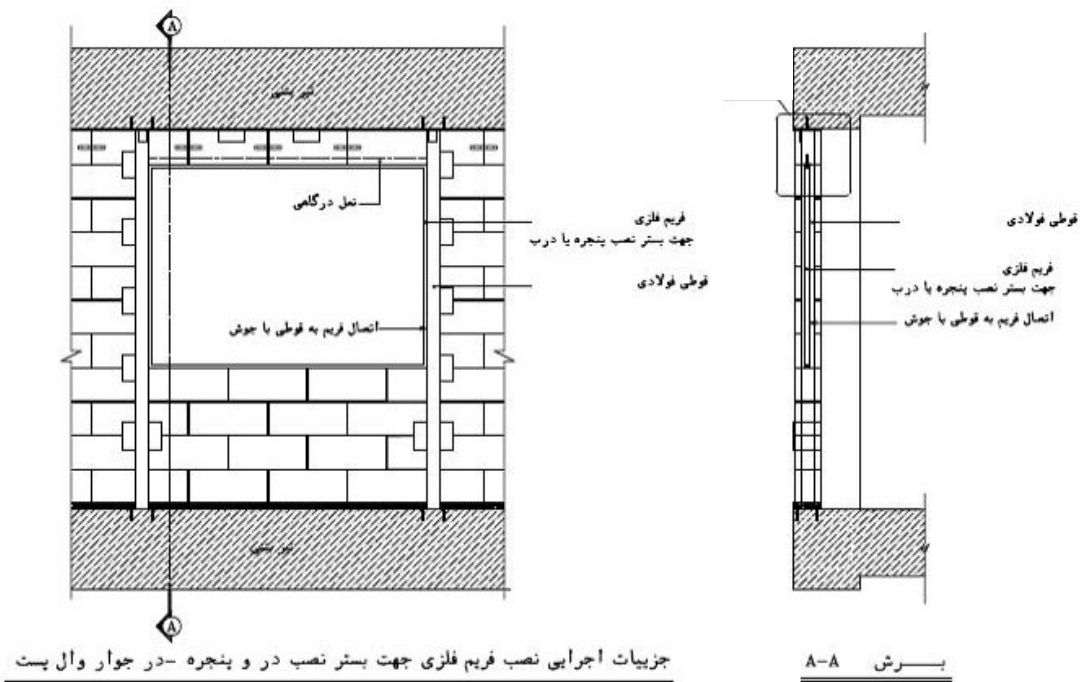 A
تیر بتنی
نعل درگاهی
فریم فلزی
جهت بستر نصب پنجره یا درب
قوطی فولادی
اتصال فریم به قوطی با جوش
تیر بتنی
A
جزییات اجرایی نصب فریم فلزی جهت بستر نصب در و پنجره -در جوار وال پست
قوطی فولادی
فریم فلزی
جهت بستر نصب پنجره یا درب
اتصال فریم به قوطی با جوش
بـــرش A-A